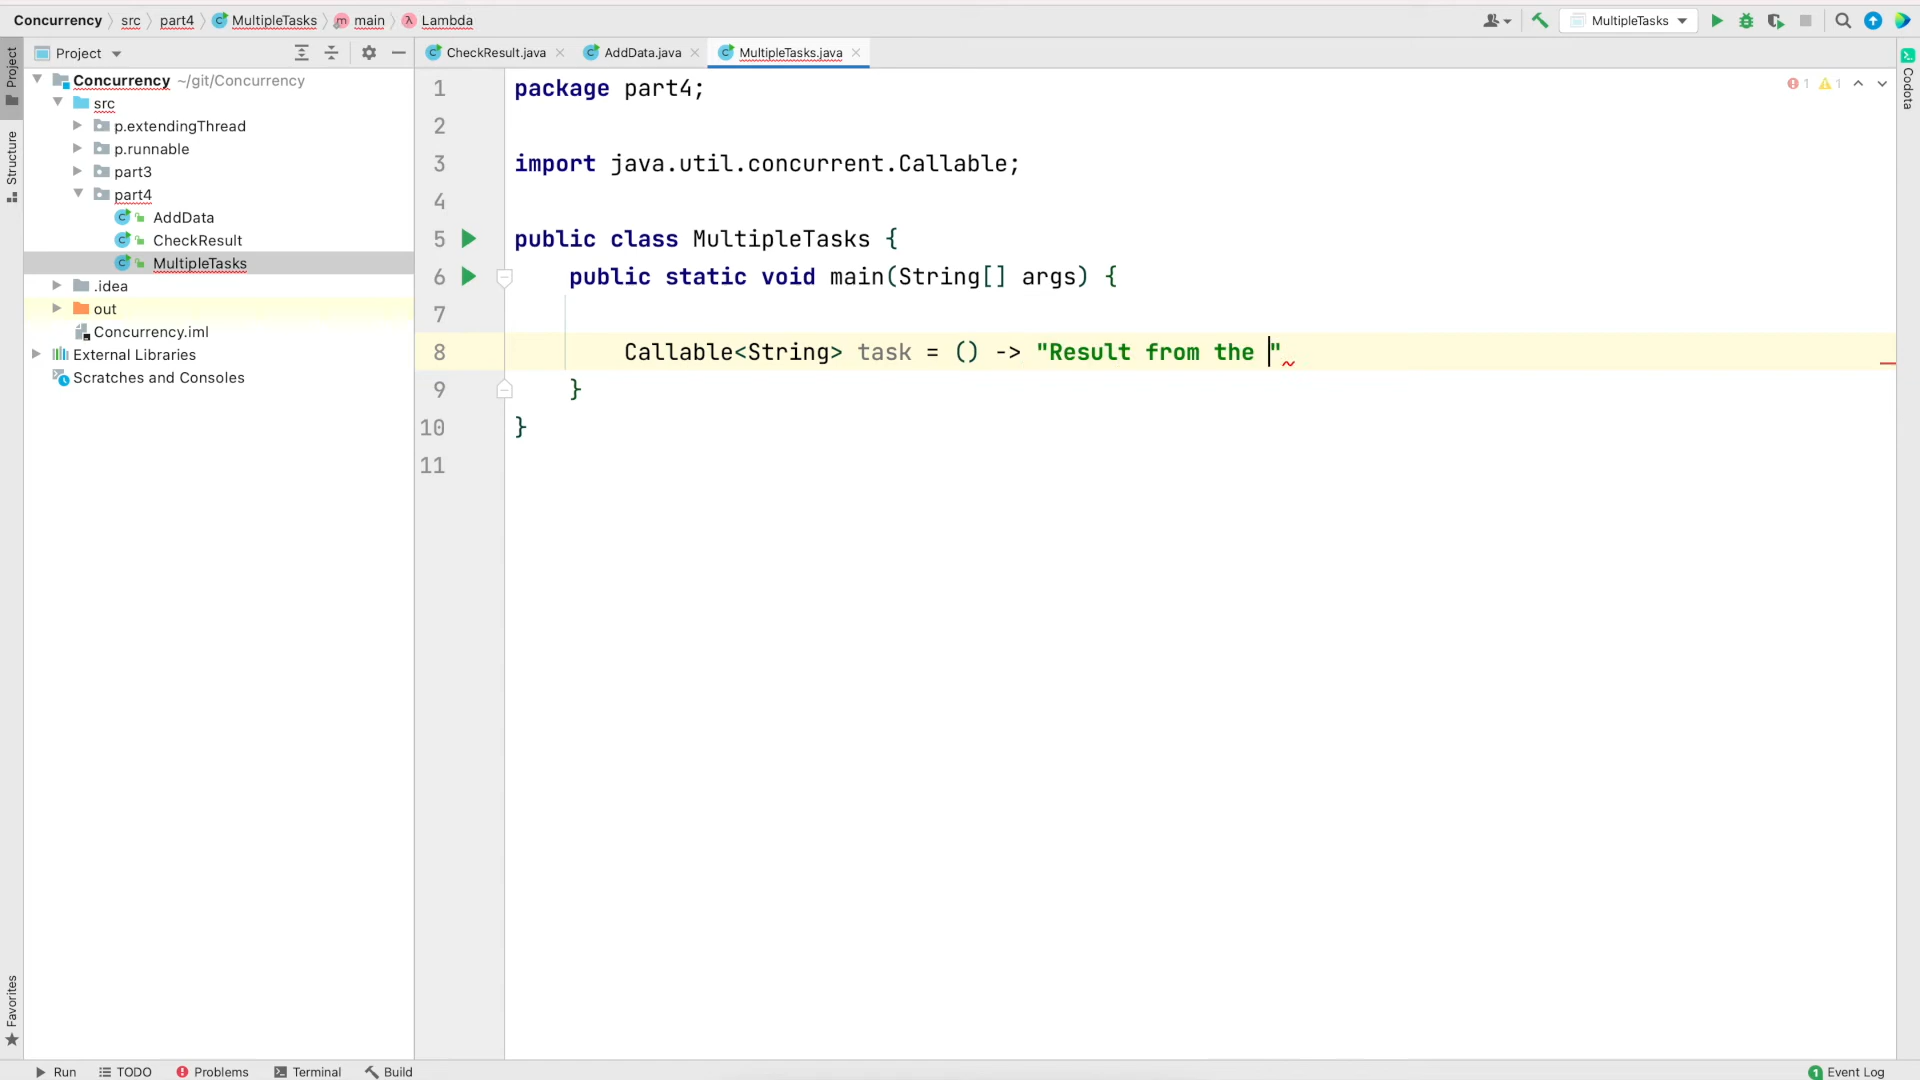 Concurrency src part4 MultipleTasks main Lambda
MultipleTasks
Project
CheckResult.java AddData.java MultipleTasks.java
Project
Structure
Favorites
Concurrency ~/git/Concurrency
src
p.extendingThread
p.runnable
part3
part4
AddData
CheckResult
MultipleTasks
.idea
out
Concurrency.iml
External Libraries
Scratches and Consoles
1 package part4;
2
3 import java.util.concurrent.Callable;
4
5 public class MultipleTasks {
6 public static void main(String[] args) {
7
8 Callable<String> task = () -> "Result from the "
9 }
10 }
11
1 1
Codota
Run TODO Problems Terminal Build
1 Event Log